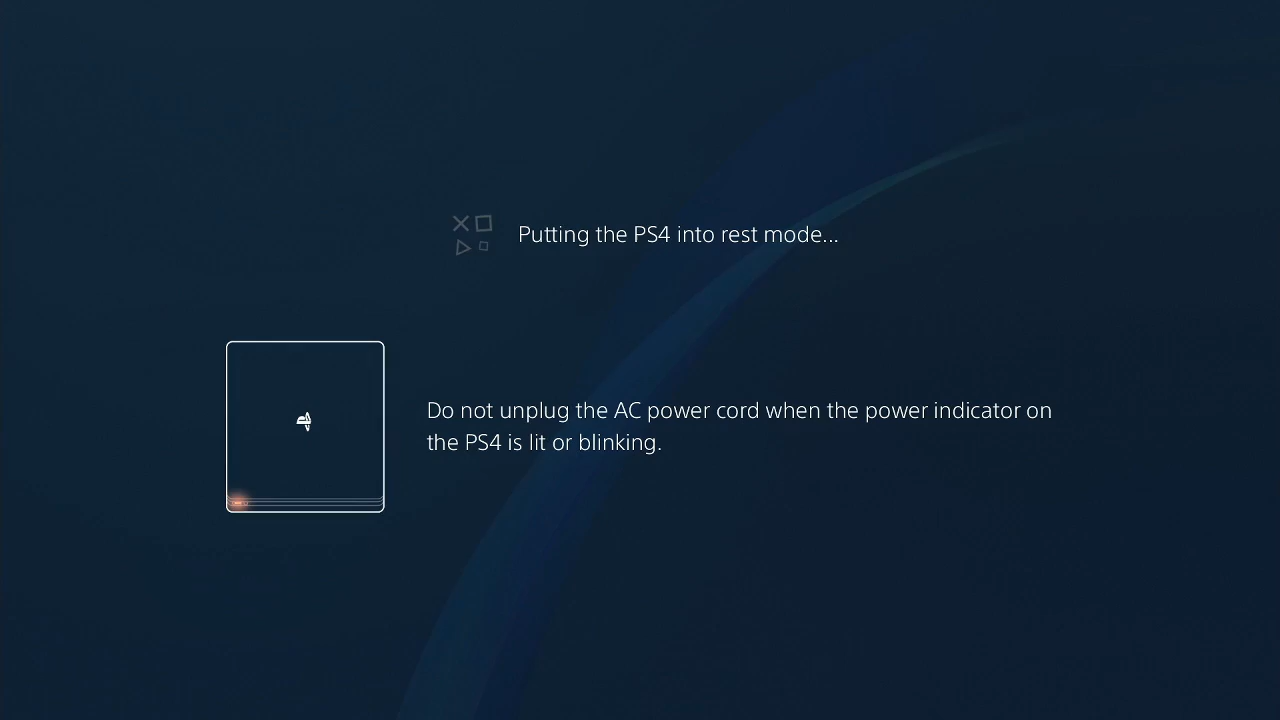 Putting the PS4 into rest mode...
Do not unplug the AC power cord when the power indicator on
the PS4 is lit or blinking.